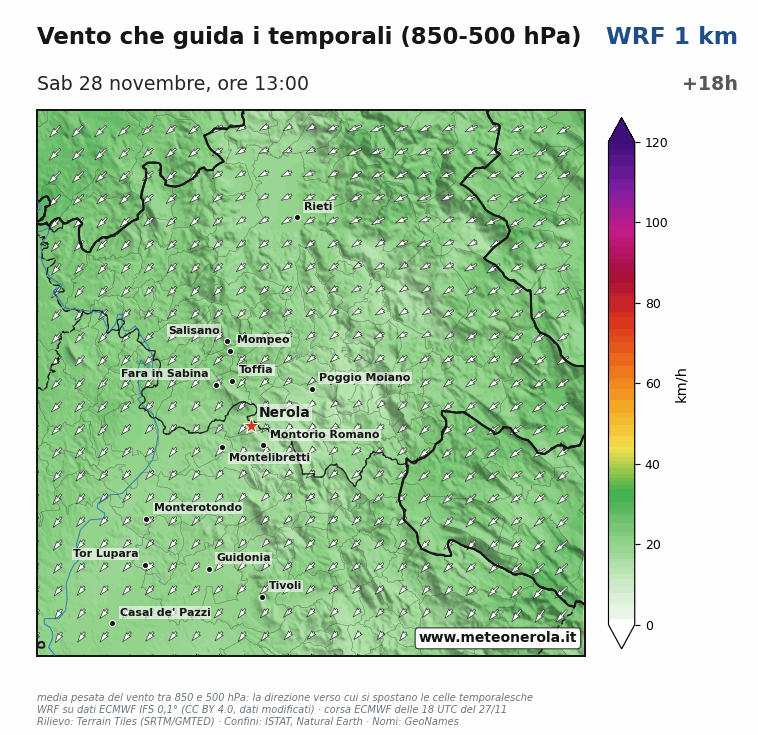 Vento che guida i temporali (850-500 hPa)
WRF 1 km
Sab 28 novembre, ore 13:00
+18h
Rieti
Salisano
Mompeo
Fara in Sabina
Toffia
Poggio Moiano
Nerola
Montorio Romano
Montelibretti
Monterotondo
Tor Lupara
Guidonia
Tivoli
Casal de' Pazzi
www.meteonerola.it
120
100
80
60
40
20
0
km/h
media pesata del vento tra 850 e 500 hPa: la direzione verso cui si spostano le celle temporalesche
WRF su dati ECMWF IFS 0,1° (CC BY 4.0, dati modificati) · corsa ECMWF delle 18 UTC del 27/11
Rilievo: Terrain Tiles (SRTM/GMTED) · Confini: ISTAT, Natural Earth · Nomi: GeoNames